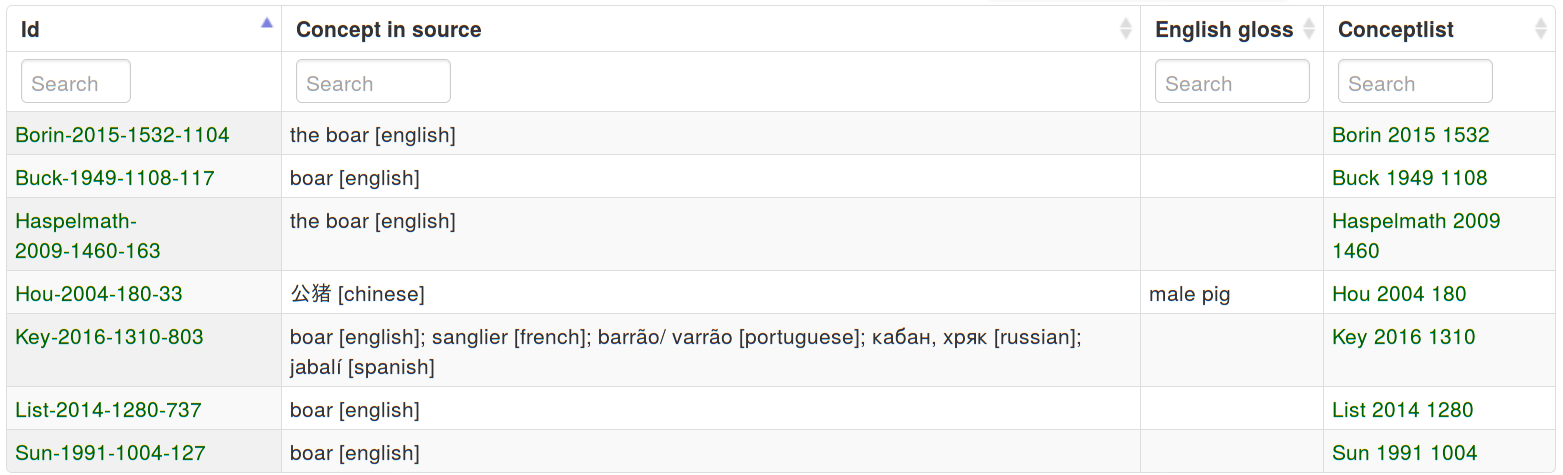 Id Concept in source English gloss Conceptlist
Search Search Search Search
Borin-2015-1532-1104 the boar [english] Borin 2015 1532
Buck-1949-1108-117 boar [english] Buck 1949 1108
Haspelmath- the boar [english] Haspelmath 2009
2009-1460-163 1460
Hou-2004-180-33 公猪 [chinese] male pig Hou 2004 180
Key-2016-1310-803 boar [english]; sanglier [french]; barrão/ varrão [portuguese]; кабан, хряк [russian]; Key 2016 1310
jabalí [spanish]
List-2014-1280-737 boar [english] List 2014 1280
Sun-1991-1004-127 boar [english] Sun 1991 1004